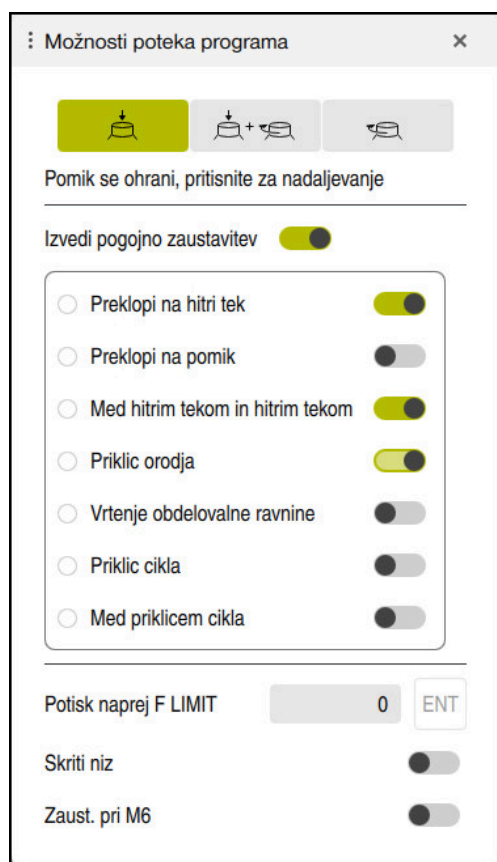 Možnosti poteka programa
Pomik se ohrani, pritisnite za nadaljevanje
Izvedi pogojno zaustavitev
Preklopi na hitri tek
Preklopi na pomik
Med hitrim tekom in hitrim tekom
Priklic orodja
Vrtenje obdelovalne ravnine
Priklic cikla
Med priklicem cikla
Potisk naprej F LIMIT 0 ENT
Skriti niz
Zaust. pri M6